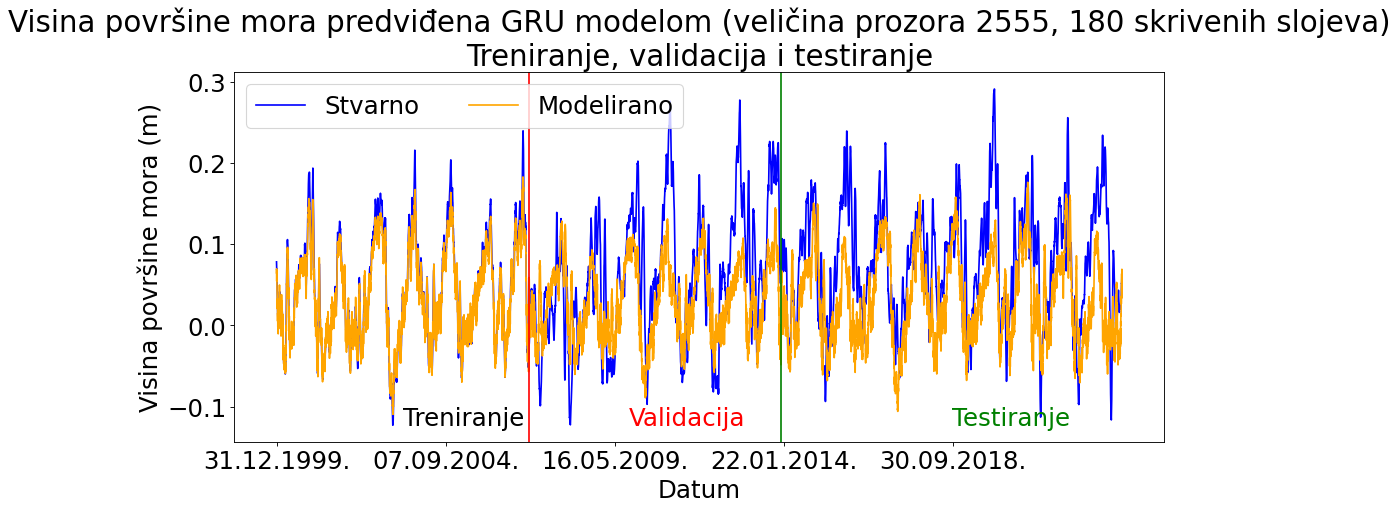 Visina površine mora predviđena GRU modelom (veličina prozora 2555, 180 skrivenih slojeva)
Treniranje, validacija i testiranje
Stvarno
Modelirano
Visina površine mora (m)
0.3
0.2
0.1
0.0
−0.1
Treniranje
Validacija
Testiranje
31.12.1999.
07.09.2004.
16.05.2009.
22.01.2014.
30.09.2018.
Datum